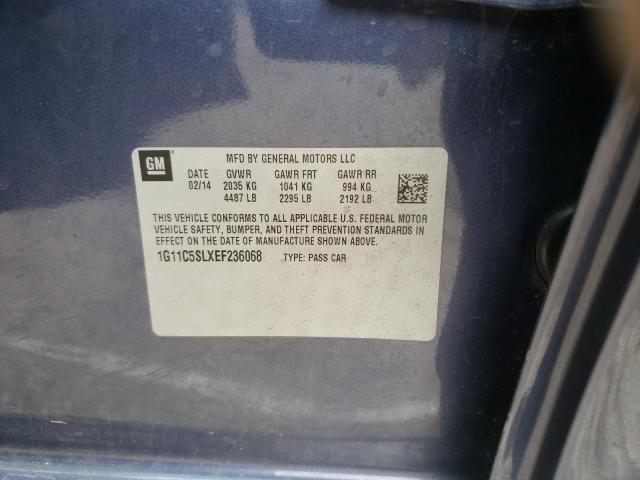 GM
MFD BY GENERAL MOTORS LLC
DATE GVWR GAWR FRT GAWR RR
02/14 2035 KG 1041 KG 994 KG
4487 LB 2295 LB 2192 LB
THIS VEHICLE CONFORMS TO ALL APPLICABLE U.S. FEDERAL MOTOR
VEHICLE SAFETY, BUMPER, AND THEFT PREVENTION STANDARDS IN
EFFECT ON THE DATE OF MANUFACTURE SHOWN ABOVE.
1G11C5SLXEF236068 TYPE: PASS CAR